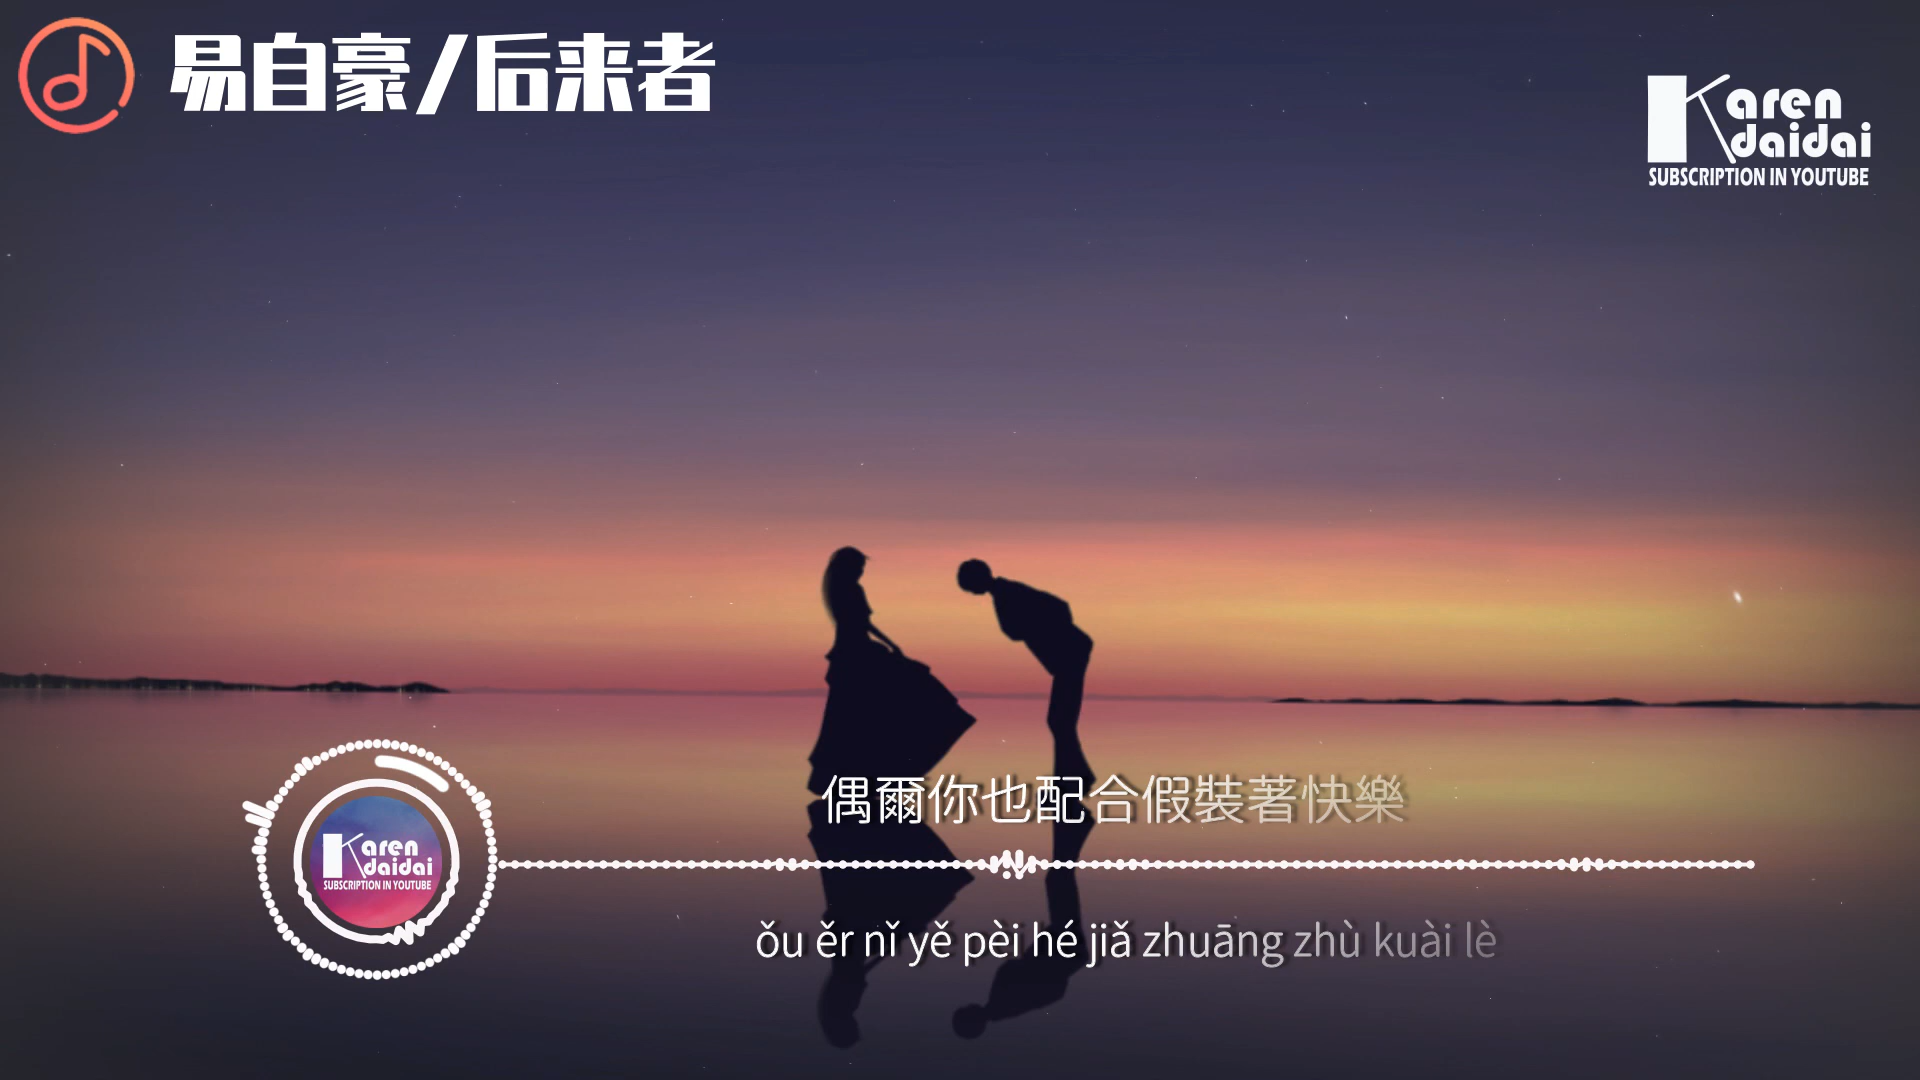 易自豪/后来者
Karen
daidai
SUBSCRIPTION IN YOUTUBE
偶爾你也配合假裝著快樂
Karen
daidai
SUBSCRIPTION IN YOUTUBE
ǒu ěr nǐ yě pèi hé jiǎ zhuāng zhù kuài lè